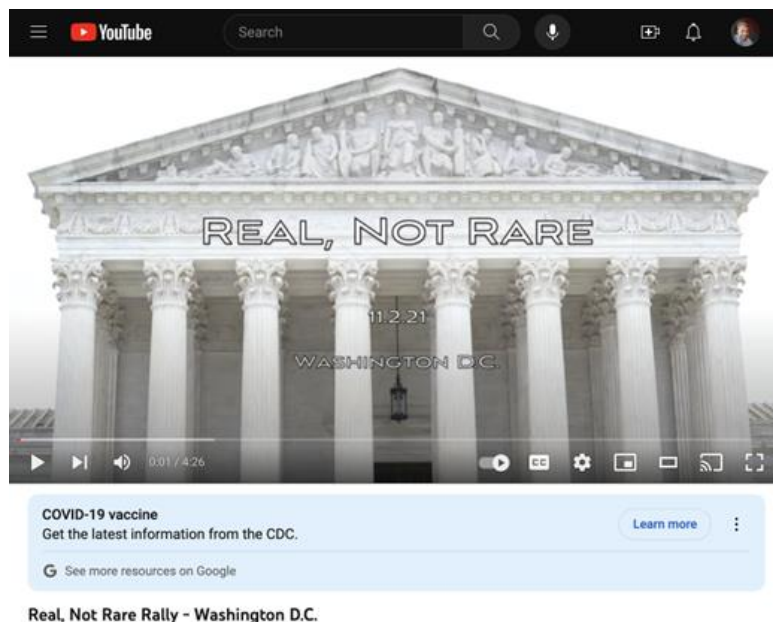 YouTube
Search
REAL, NOT RARE
11.2.21
WASHINGTON D.C.
0:01 / 4:26
CC
COVID-19 vaccine
Get the latest information from the CDC.
Learn more
G See more resources on Google
Real, Not Rare Rally - Washington D.C.